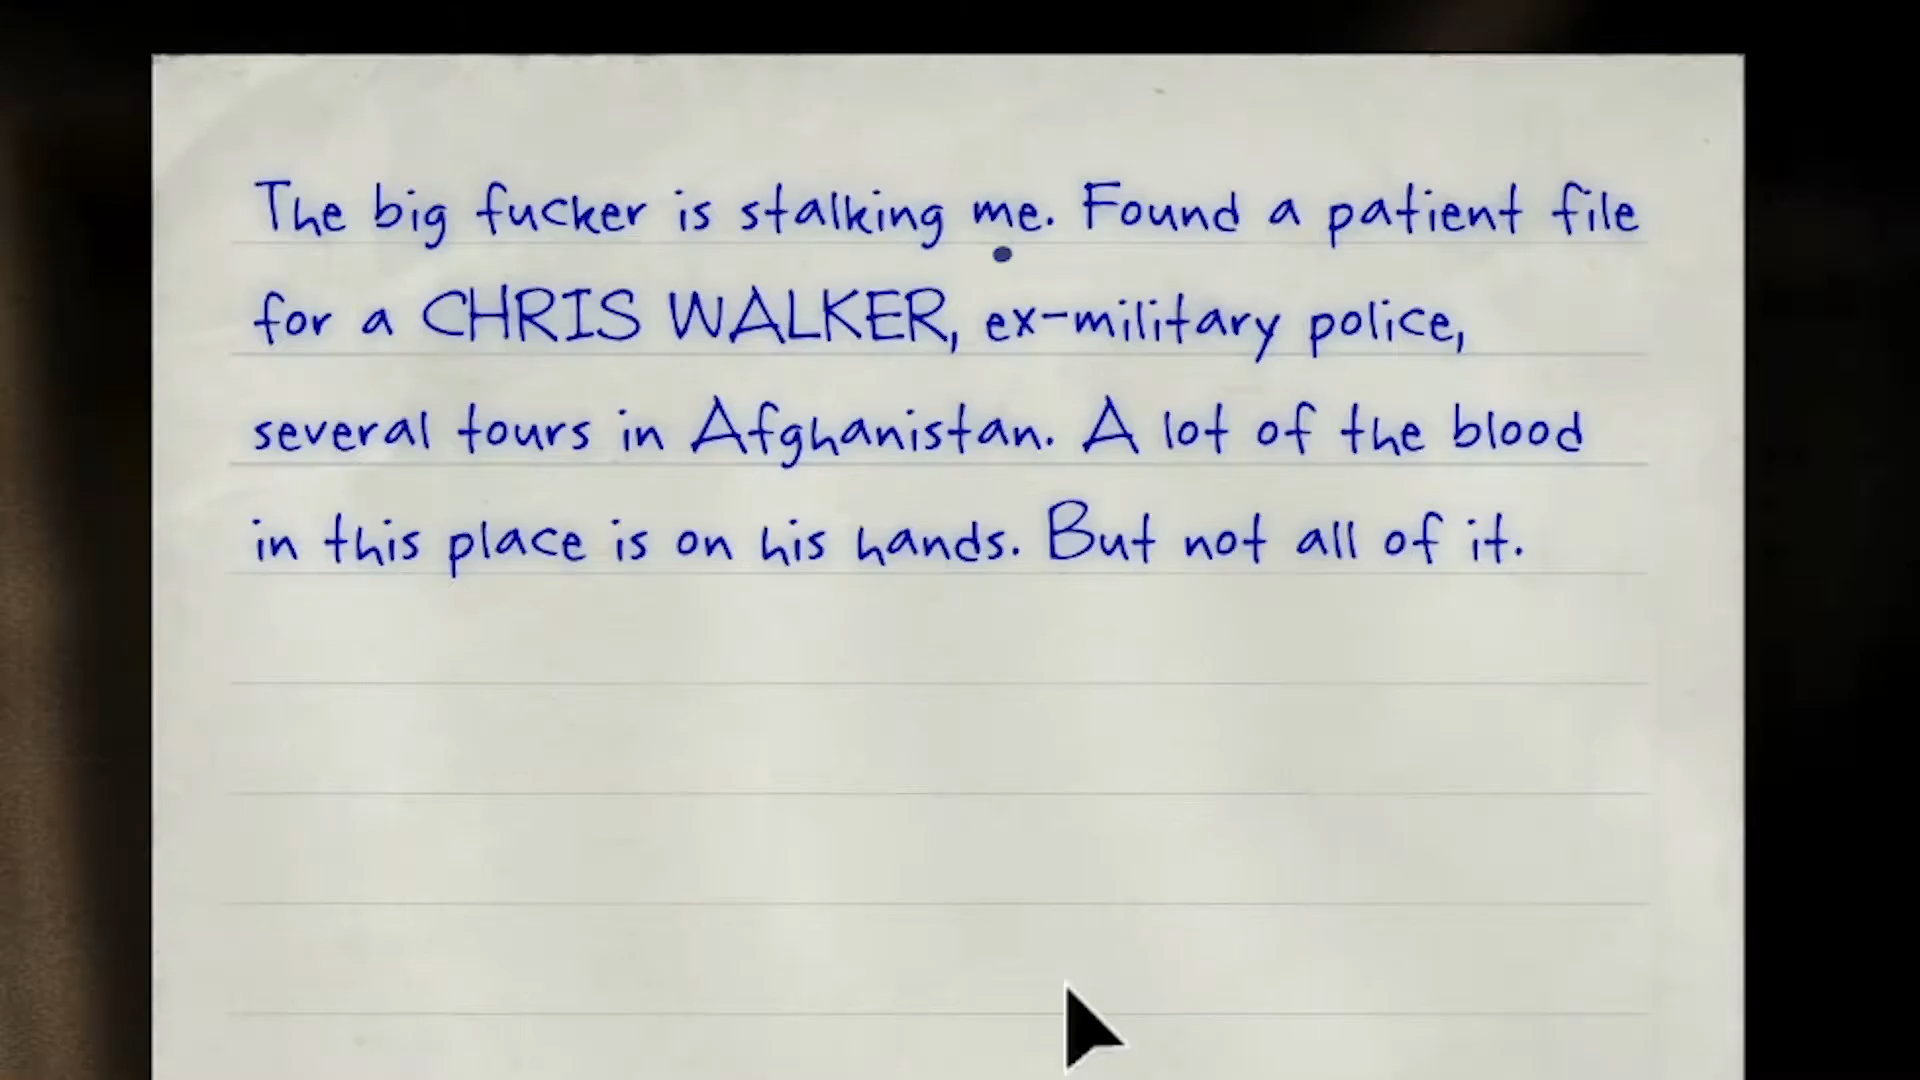 The big fucker is stalking me. Found a patient file
for a CHRIS WALKER, ex-military police,
several tours in Afghanistan. A lot of the blood
in this place is on his hands. But not all of it.